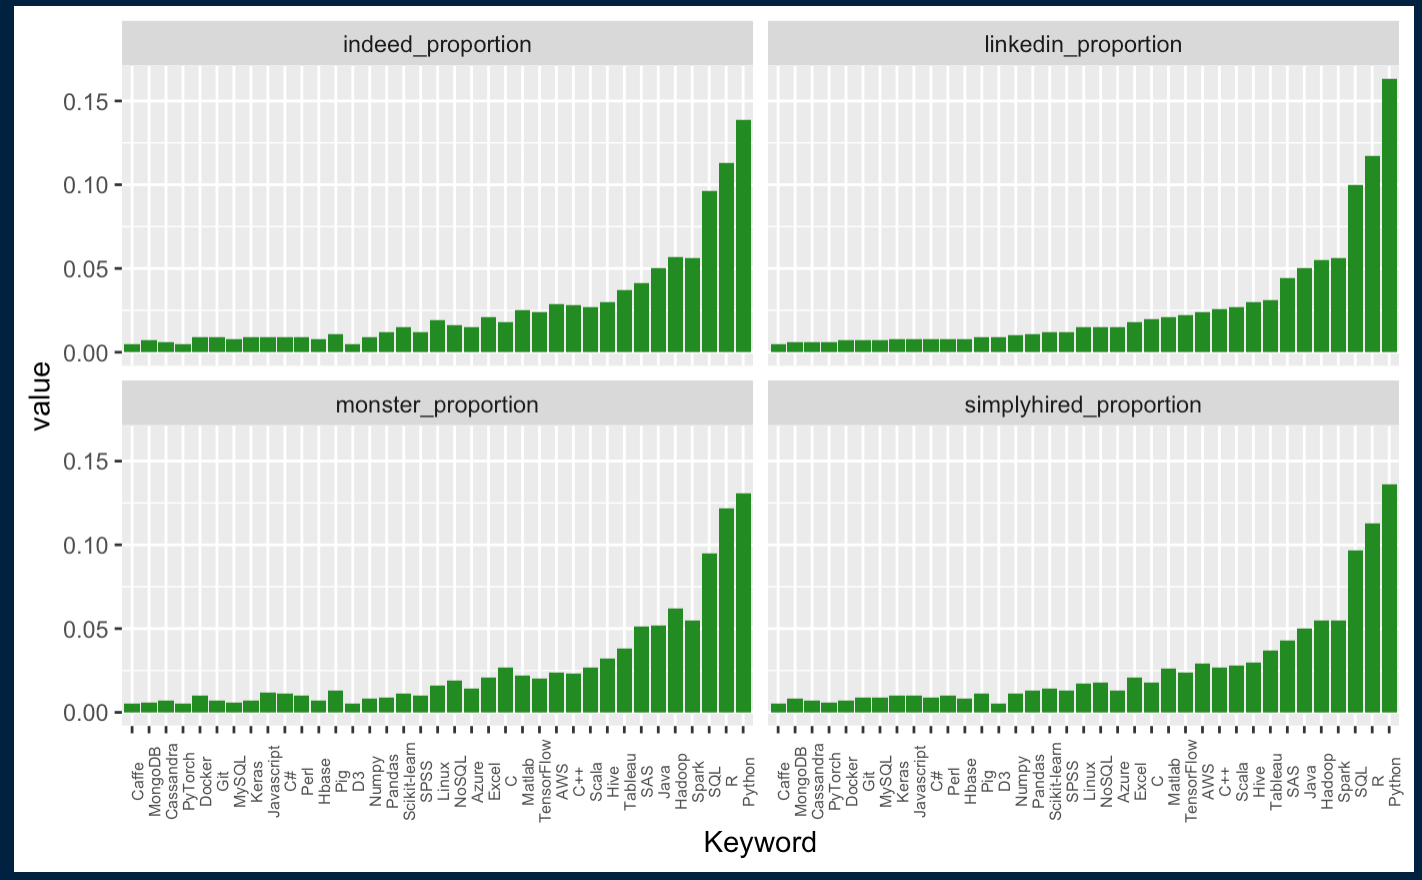 indeed_proportion
linkedin_proportion
0.15
0.10
0.05
0.00
monster_proportion
simplyhired_proportion
value
0.15
0.10
0.05
0.00
Caffe
MongoDB
Cassandra
PyTorch
Docker
Git
MySQL
Keras
Javascript
C#
Perl
Hbase
Pig
D3
Numpy
Pandas
Scikit-learn
SPSS
Linux
NoSQL
Azure
Excel
C
Matlab
TensorFlow
AWS
C++
Scala
Hive
Tableau
SAS
Java
Hadoop
Spark
SQL
R
Python
Caffe
MongoDB
Cassandra
PyTorch
Docker
Git
MySQL
Keras
Javascript
C#
Perl
Hbase
Pig
D3
Numpy
Pandas
Scikit-learn
SPSS
Linux
NoSQL
Azure
Excel
C
Matlab
TensorFlow
AWS
C++
Scala
Hive
Tableau
SAS
Java
Hadoop
Spark
SQL
R
Python
Keyword